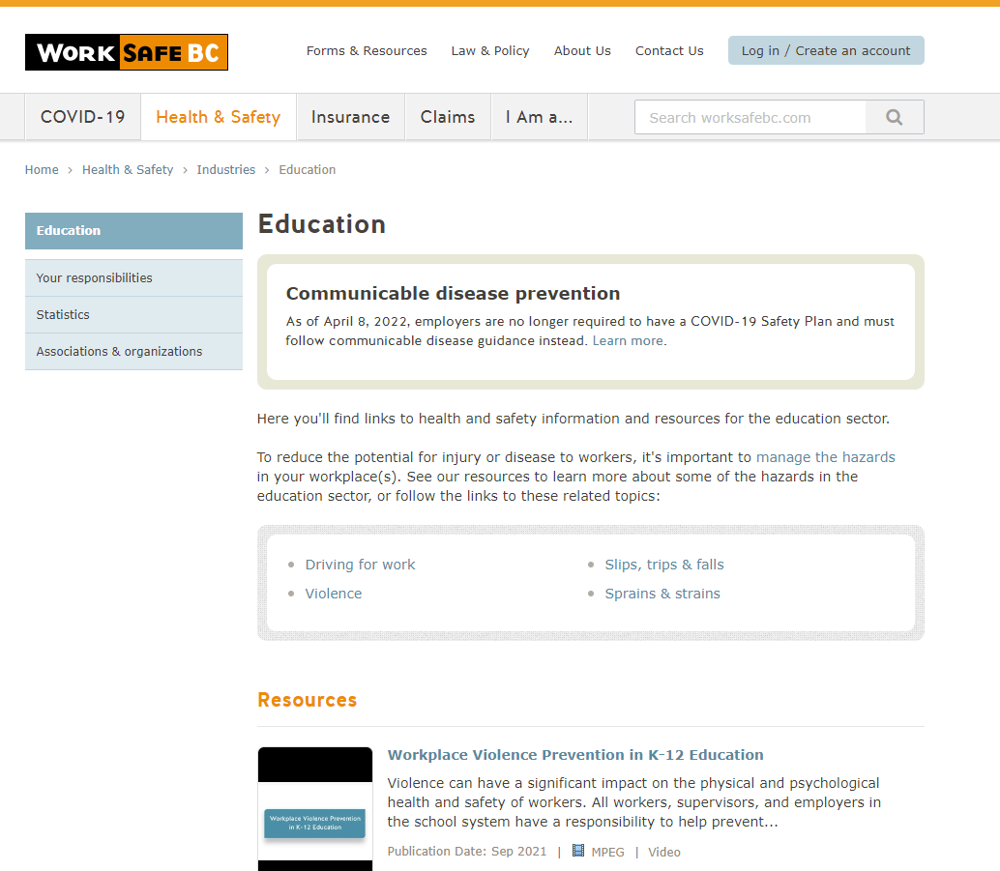 WORK SAFE BC
Forms & Resources
Law & Policy
About Us
Contact Us
Log in / Create an account
COVID-19
Health & Safety
Insurance
Claims
I Am a...
Search worksafebc.com
Home > Health & Safety > Industries > Education
Education
Your responsibilities
Statistics
Associations & organizations
Education
Communicable disease prevention
As of April 8, 2022, employers are no longer required to have a COVID-19 Safety Plan and must
follow communicable disease guidance instead. Learn more.
Here you'll find links to health and safety information and resources for the education sector.
To reduce the potential for injury or disease to workers, it's important to manage the hazards
in your workplace(s). See our resources to learn more about some of the hazards in the
education sector, or follow the links to these related topics:
• Driving for work
• Violence
• Slips, trips & falls
• Sprains & strains
Resources
Workplace Violence Prevention
in K-12 Education
Workplace Violence Prevention in K-12 Education
Violence can have a significant impact on the physical and psychological
health and safety of workers. All workers, supervisors, and employers in
the school system have a responsibility to help prevent...
Publication Date: Sep 2021 | MPEG | Video